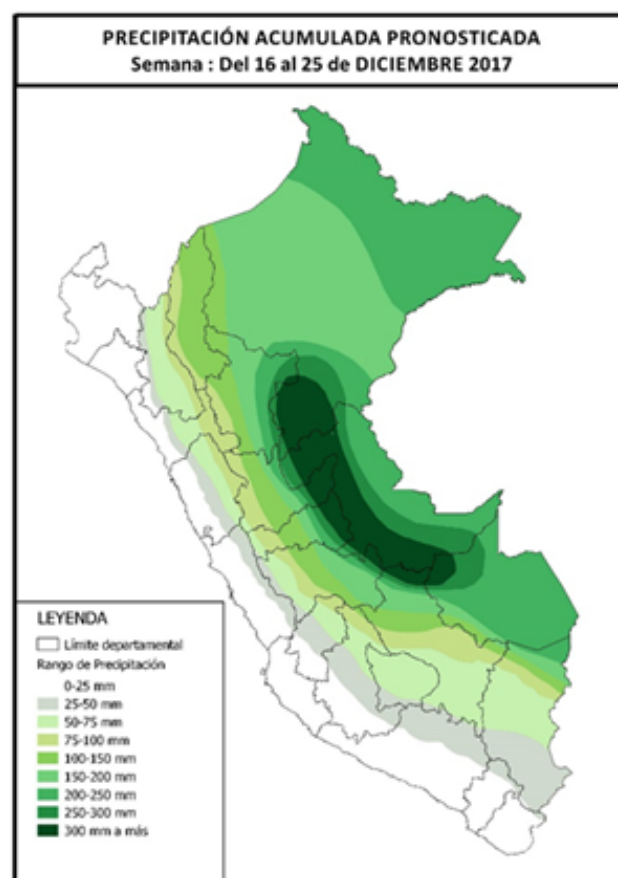 PRECIPITACIÓN ACUMULADA PRONOSTICADA
Semana : Del 16 al 25 de DICIEMBRE 2017
LEYENDA
Límite departamental
Rango de Precipitación
0-25 mm
25-50 mm
50-75 mm
75-100 mm
100-150 mm
150-200 mm
200-250 mm
250-300 mm
300 mm a más